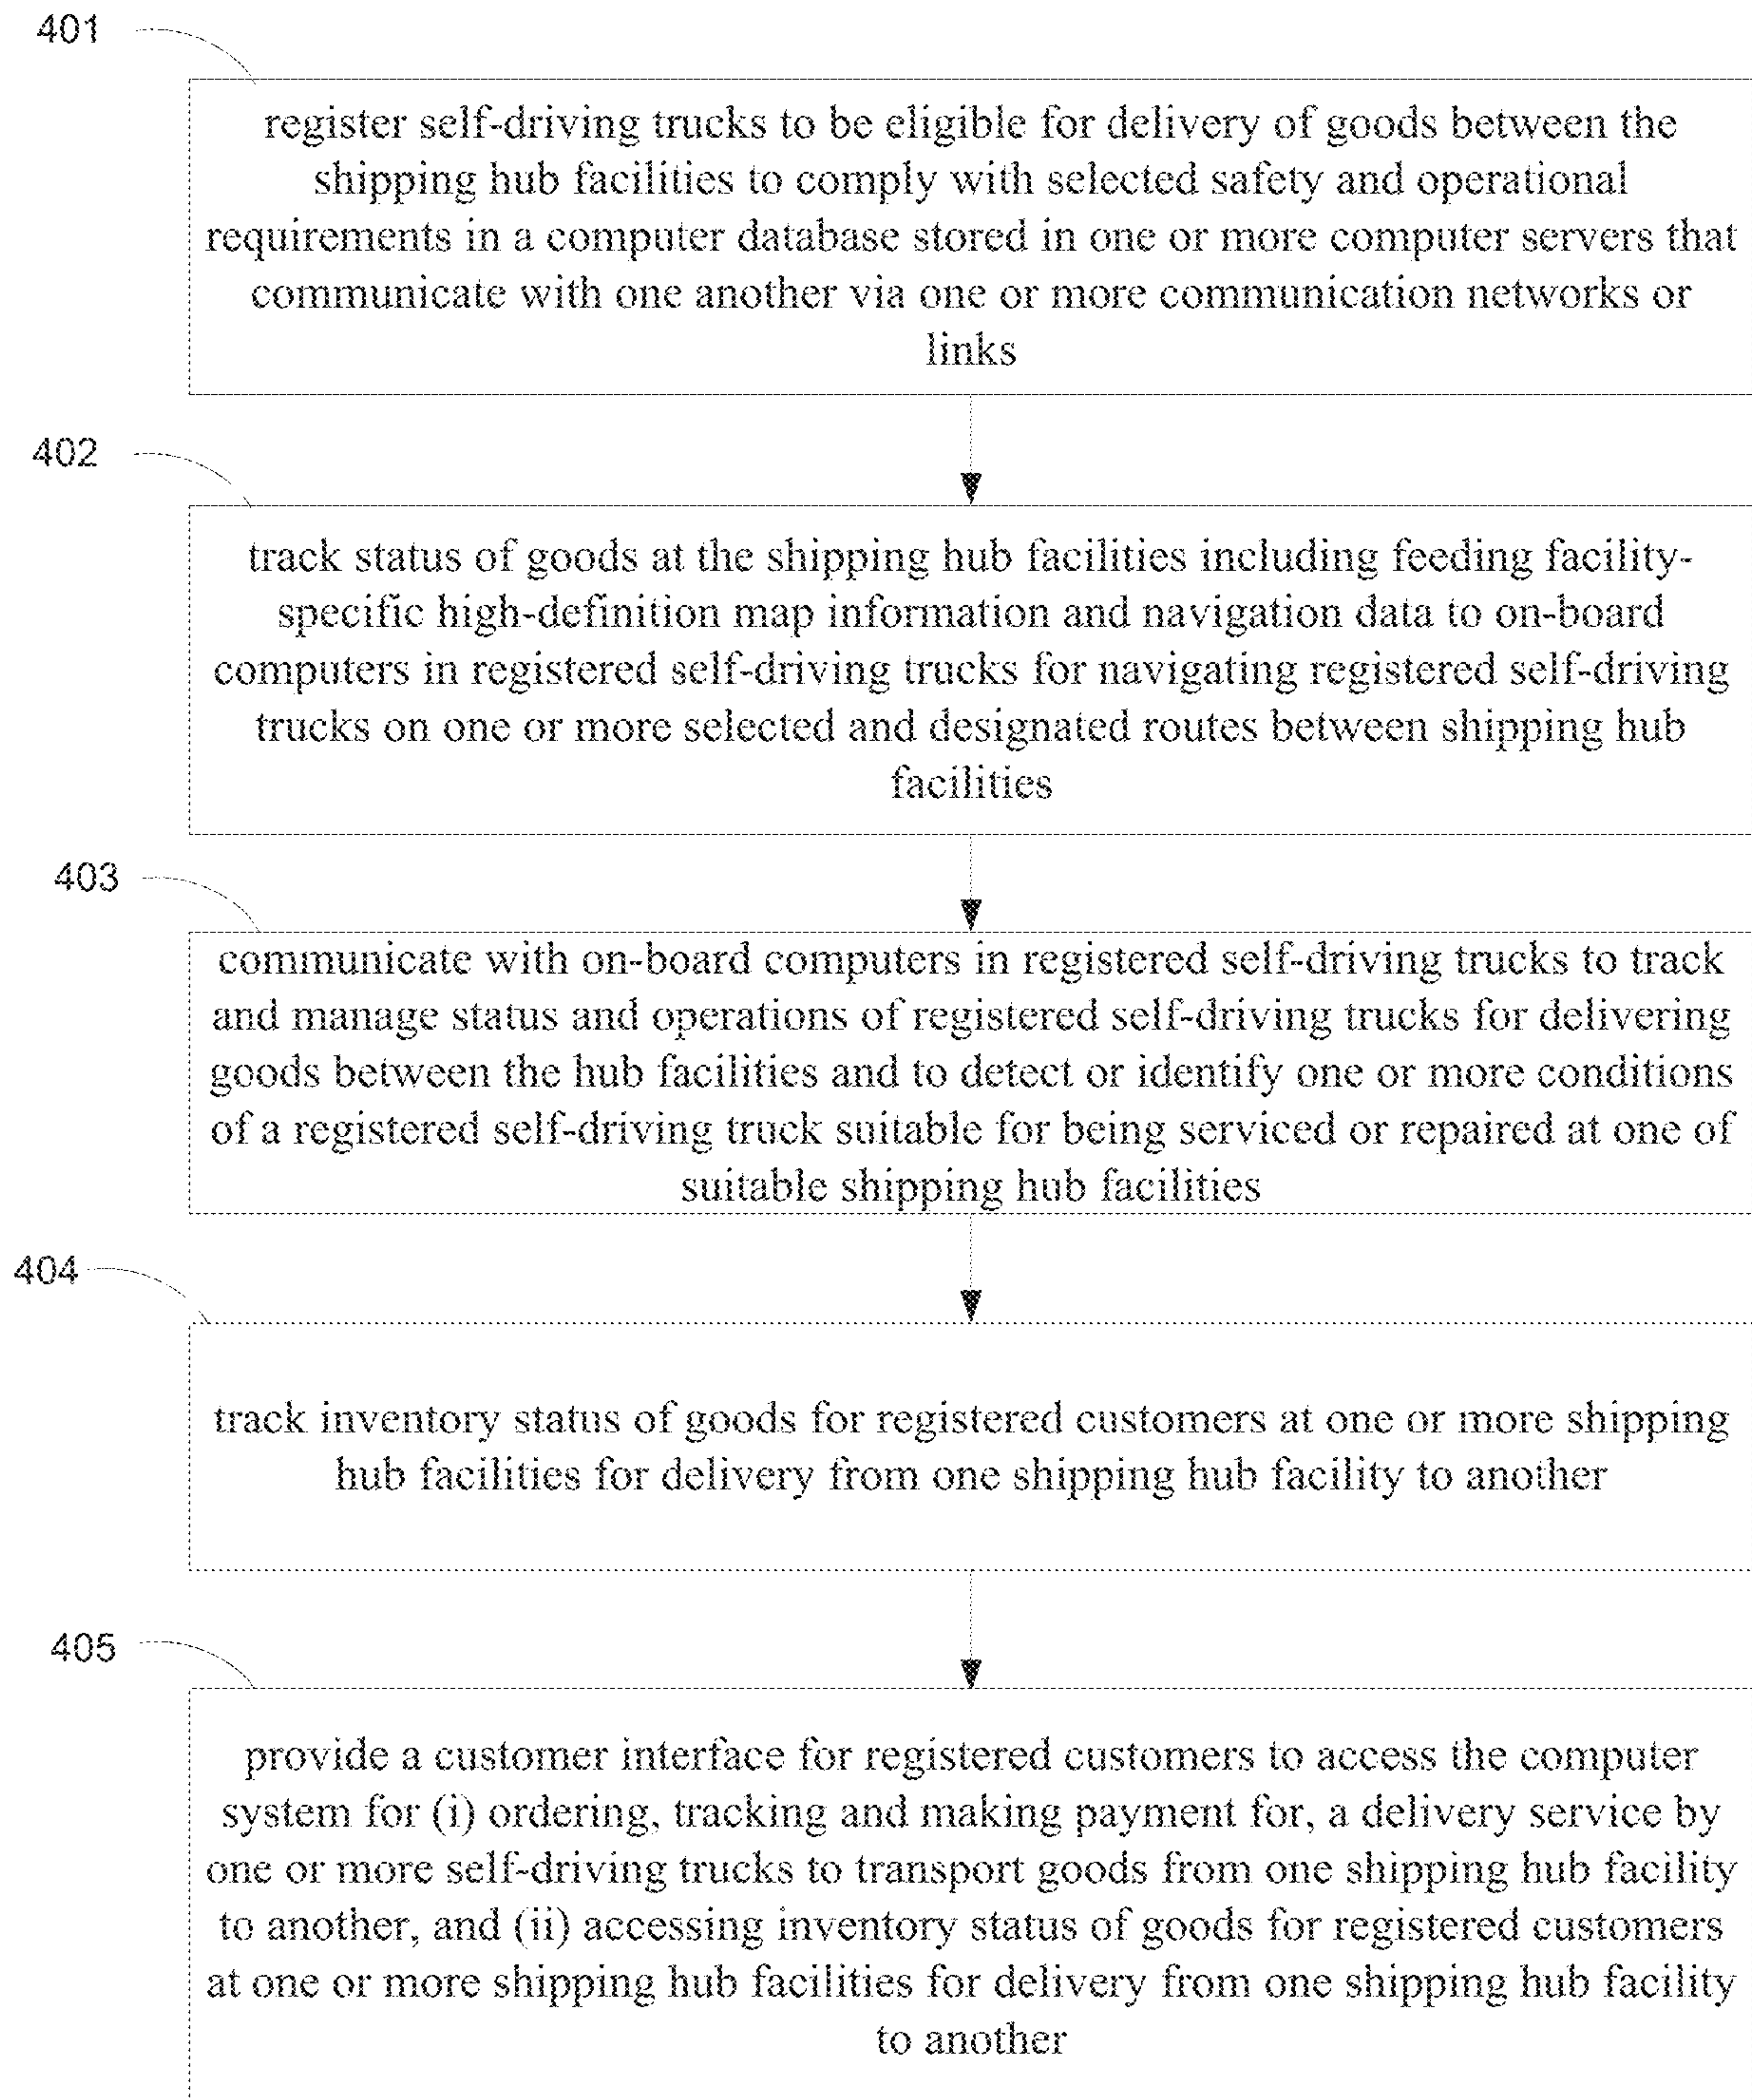 401
register self-driving trucks to be eligible for delivery of goods between the
shipping hub facilities to comply with selected safety and operational
requirements in a computer database stored in one or more computer servers that
communicate with one another via one or more communication networks or
links
402
track status of goods at the shipping hub facilities including feeding facility-
specific high-definition map information and navigation data to on-board
computers in registered self-driving trucks for navigating registered self-driving
trucks on one or more selected and designated routes between shipping hub
facilities
403
communicate with on-board computers in registered self-driving trucks to track
and manage status and operations of registered self-driving trucks for delivering
goods between the hub facilities and to detect or identify one or more conditions
of a registered self-driving truck suitable for being serviced or repaired at one of
suitable shipping hub facilities
404
track inventory status of goods for registered customers at one or more shipping
hub facilities for delivery from one shipping hub facility to another
405
provide a customer interface for registered customers to access the computer
system for (i) ordering, tracking and making payment for, a delivery service by
one or more self-driving trucks to transport goods from one shipping hub facility
to another, and (ii) accessing inventory status of goods for registered customers
at one or more shipping hub facilities for delivery from one shipping hub facility
to another